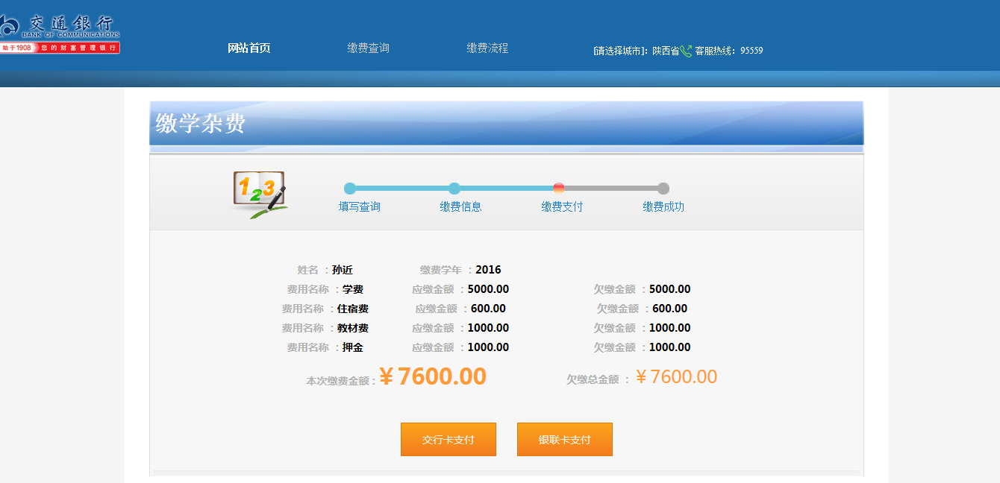 交通銀行
BANK OF COMMUNICATIONS
始于1908 您的财富管理银行
网站首页 缴费查询 缴费流程 [请选择城市]：陕西省 客服热线：95559
缴学杂费
123
填写查询 缴费信息 缴费支付 缴费成功
姓名 ：孙近 缴费学年 ：2016
费用名称 ：学费 应缴金额 ：5000.00 欠缴金额 ：5000.00
费用名称 ：住宿费 应缴金额 ：600.00 欠缴金额 ：600.00
费用名称 ：教材费 应缴金额 ：1000.00 欠缴金额 ：1000.00
费用名称 ：押金 应缴金额 ：1000.00 欠缴金额 ：1000.00
本次缴费金额：¥7600.00 欠缴总金额 ： ¥7600.00
交行卡支付 银联卡支付